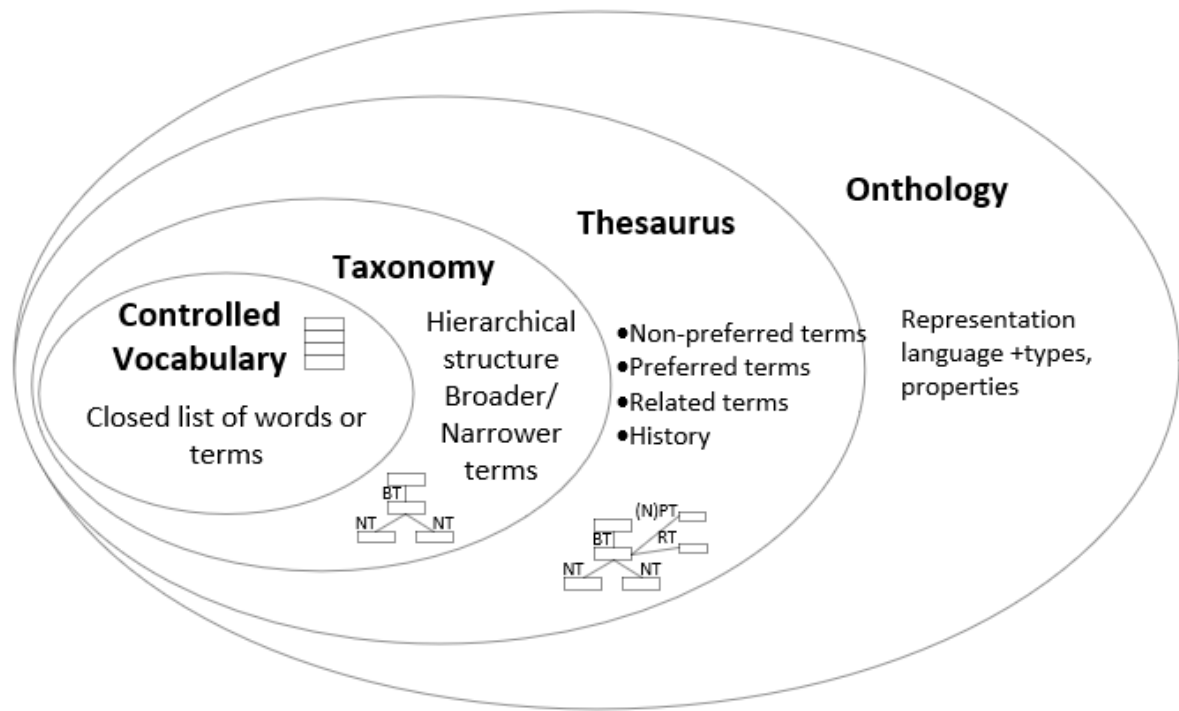 Onthology
Representation
language +types,
properties
Thesaurus
•Non-preferred terms
•Preferred terms
•Related terms
•History
(N)PT
BT
RT
NT
NT
Taxonomy
Hierarchical
structure
Broader/
Narrower
terms
BT
NT
NT
Controlled
Vocabulary
Closed list of words or
terms